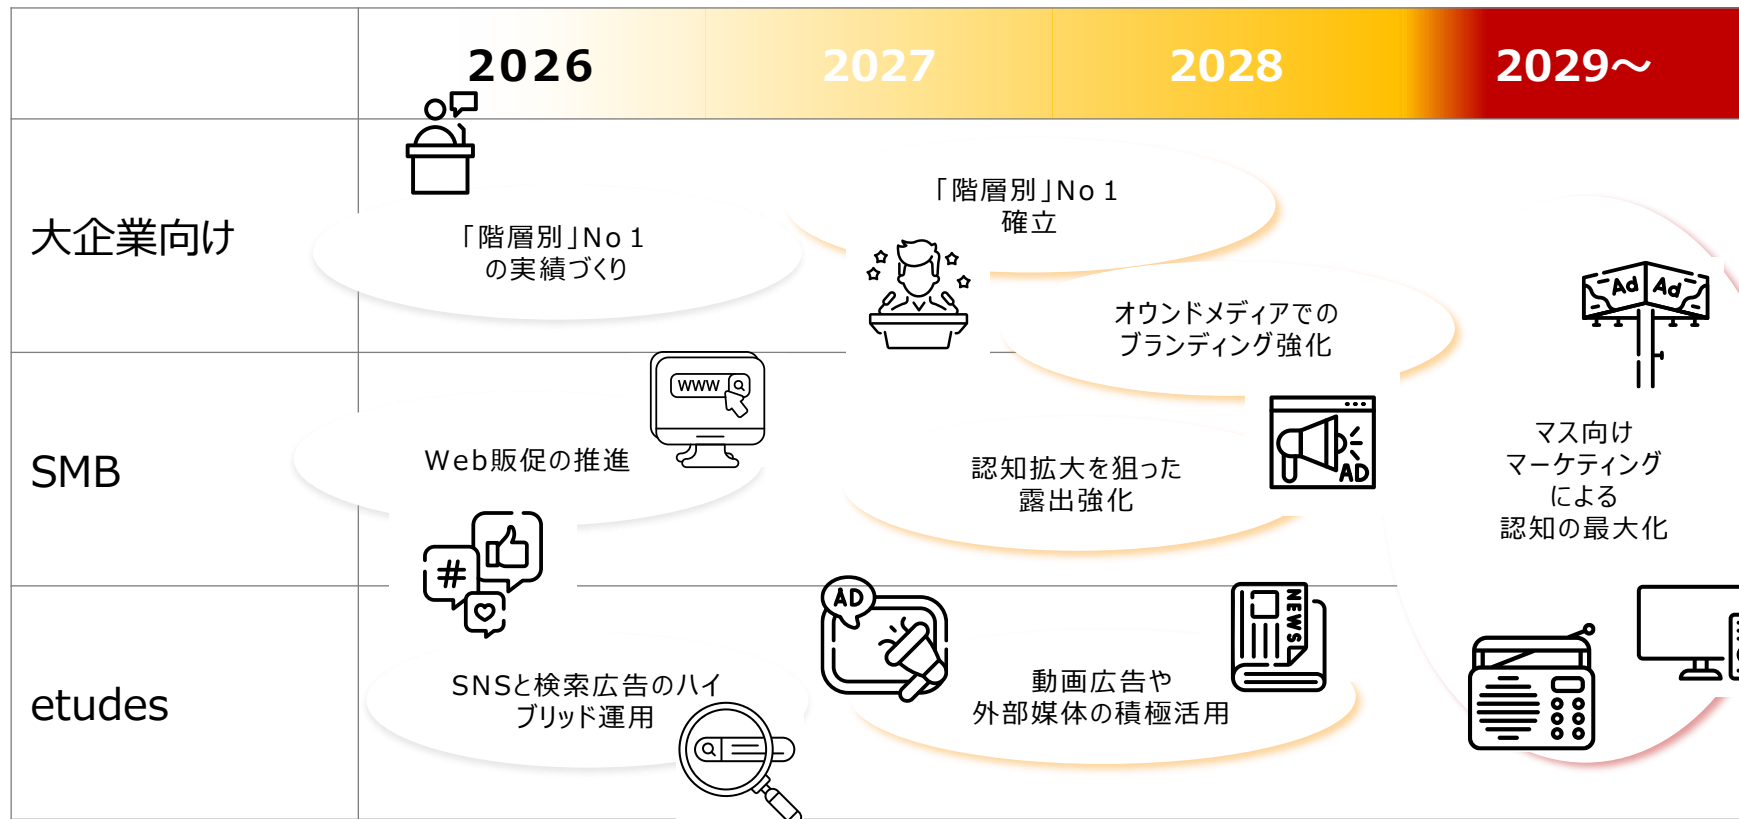 2026
2027
2028
2029～
大企業向け
「階層別」No１
の実績づくり
「階層別」No１
確立
オウンドメディアでの
ブランディング強化
Ad Ad
SMB
Web販促の推進
www
認知拡大を狙った
露出強化
AD
マス向け
マーケティング
による
認知の最大化
#
etudes
SNSと検索広告のハイ
ブリッド運用
AD
動画広告や
外部媒体の積極活用
NEWS